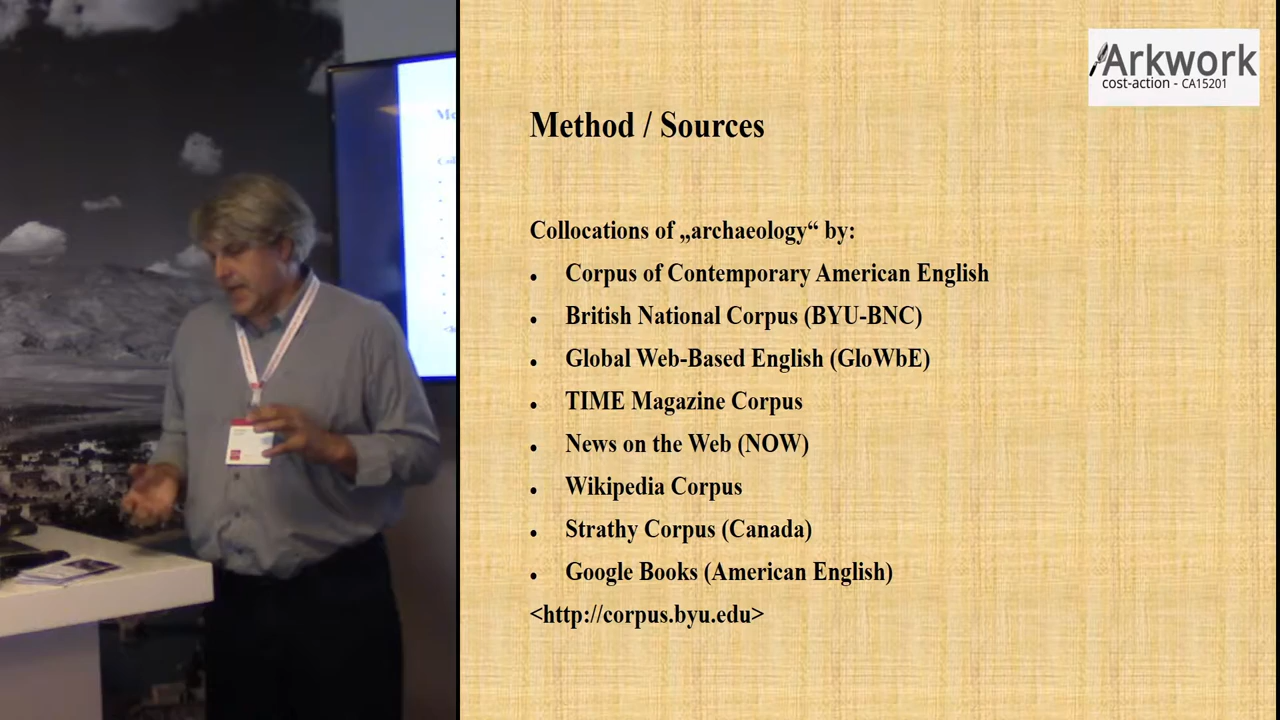 Arkwork
cost-action - CA15201
Method / Sources
Collocations of „archaeology“ by:
• Corpus of Contemporary American English
• British National Corpus (BYU-BNC)
• Global Web-Based English (GloWbE)
• TIME Magazine Corpus
• News on the Web (NOW)
• Wikipedia Corpus
• Strathy Corpus (Canada)
• Google Books (American English)
<http://corpus.byu.edu>